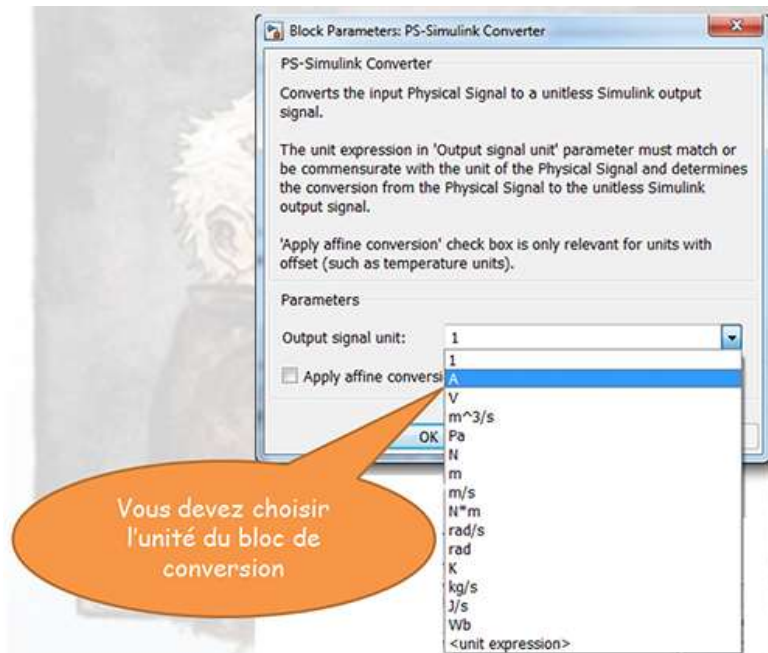 Block Parameters: PS-Simulink Converter
PS-Simulink Converter
Converts the input Physical Signal to a unitless Simulink output
signal.
The unit expression in 'Output signal unit' parameter must match or
be commensurate with the unit of the Physical Signal and determines
the conversion from the Physical Signal to the unitless Simulink
output signal.
'Apply affine conversion' check box is only relevant for units with
offset (such as temperature units).
Parameters
Output signal unit: 1
1
Apply affine conversi
A
V
m^3/s
OK
Pa
N
m
m/s
N*m
rad/s
rad
K
kg/s
J/s
Wb
<unit expression>
Vous devez choisir
l'unité du bloc de
conversion